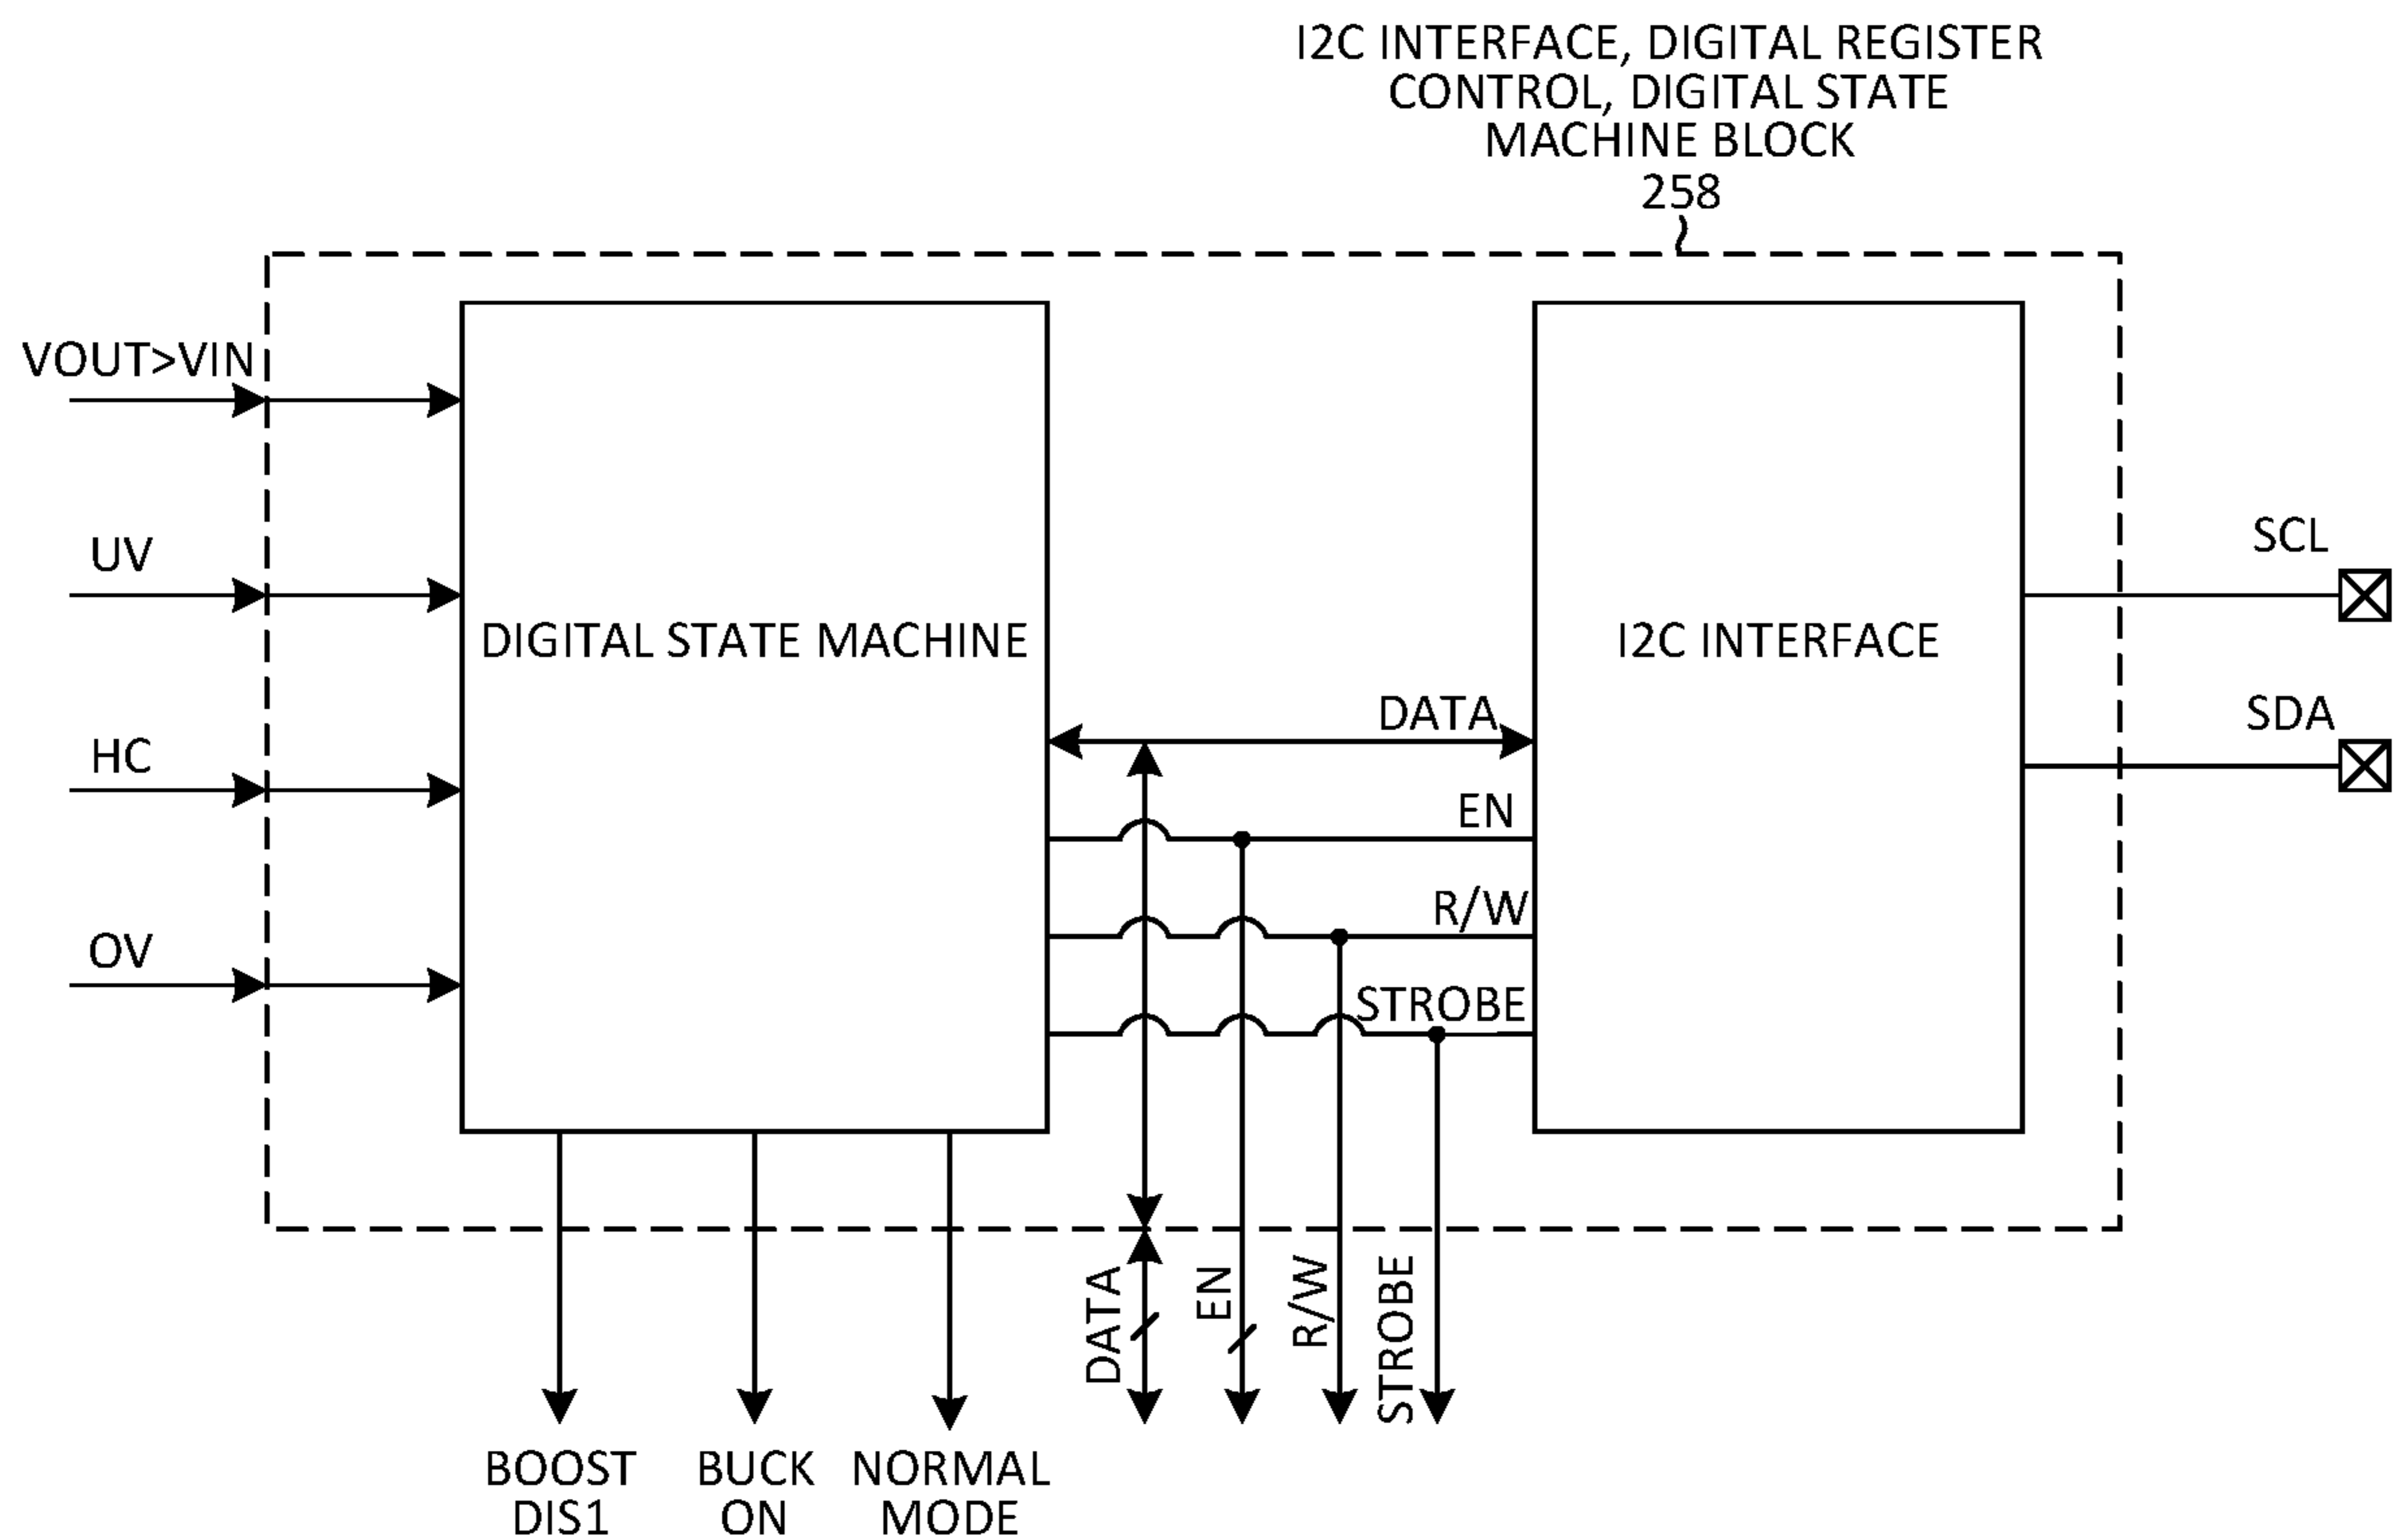 I2C INTERFACE, DIGITAL REGISTER
CONTROL, DIGITAL STATE
MACHINE BLOCK
258
VOUT>VIN
UV
HC
OV
DIGITAL STATE MACHINE
I2C INTERFACE
SCL
SDA
DATA
EN
R/W
STROBE
DATA
EN
R/W
STROBE
BOOST
DIS1
BUCK
ON
NORMAL
MODE